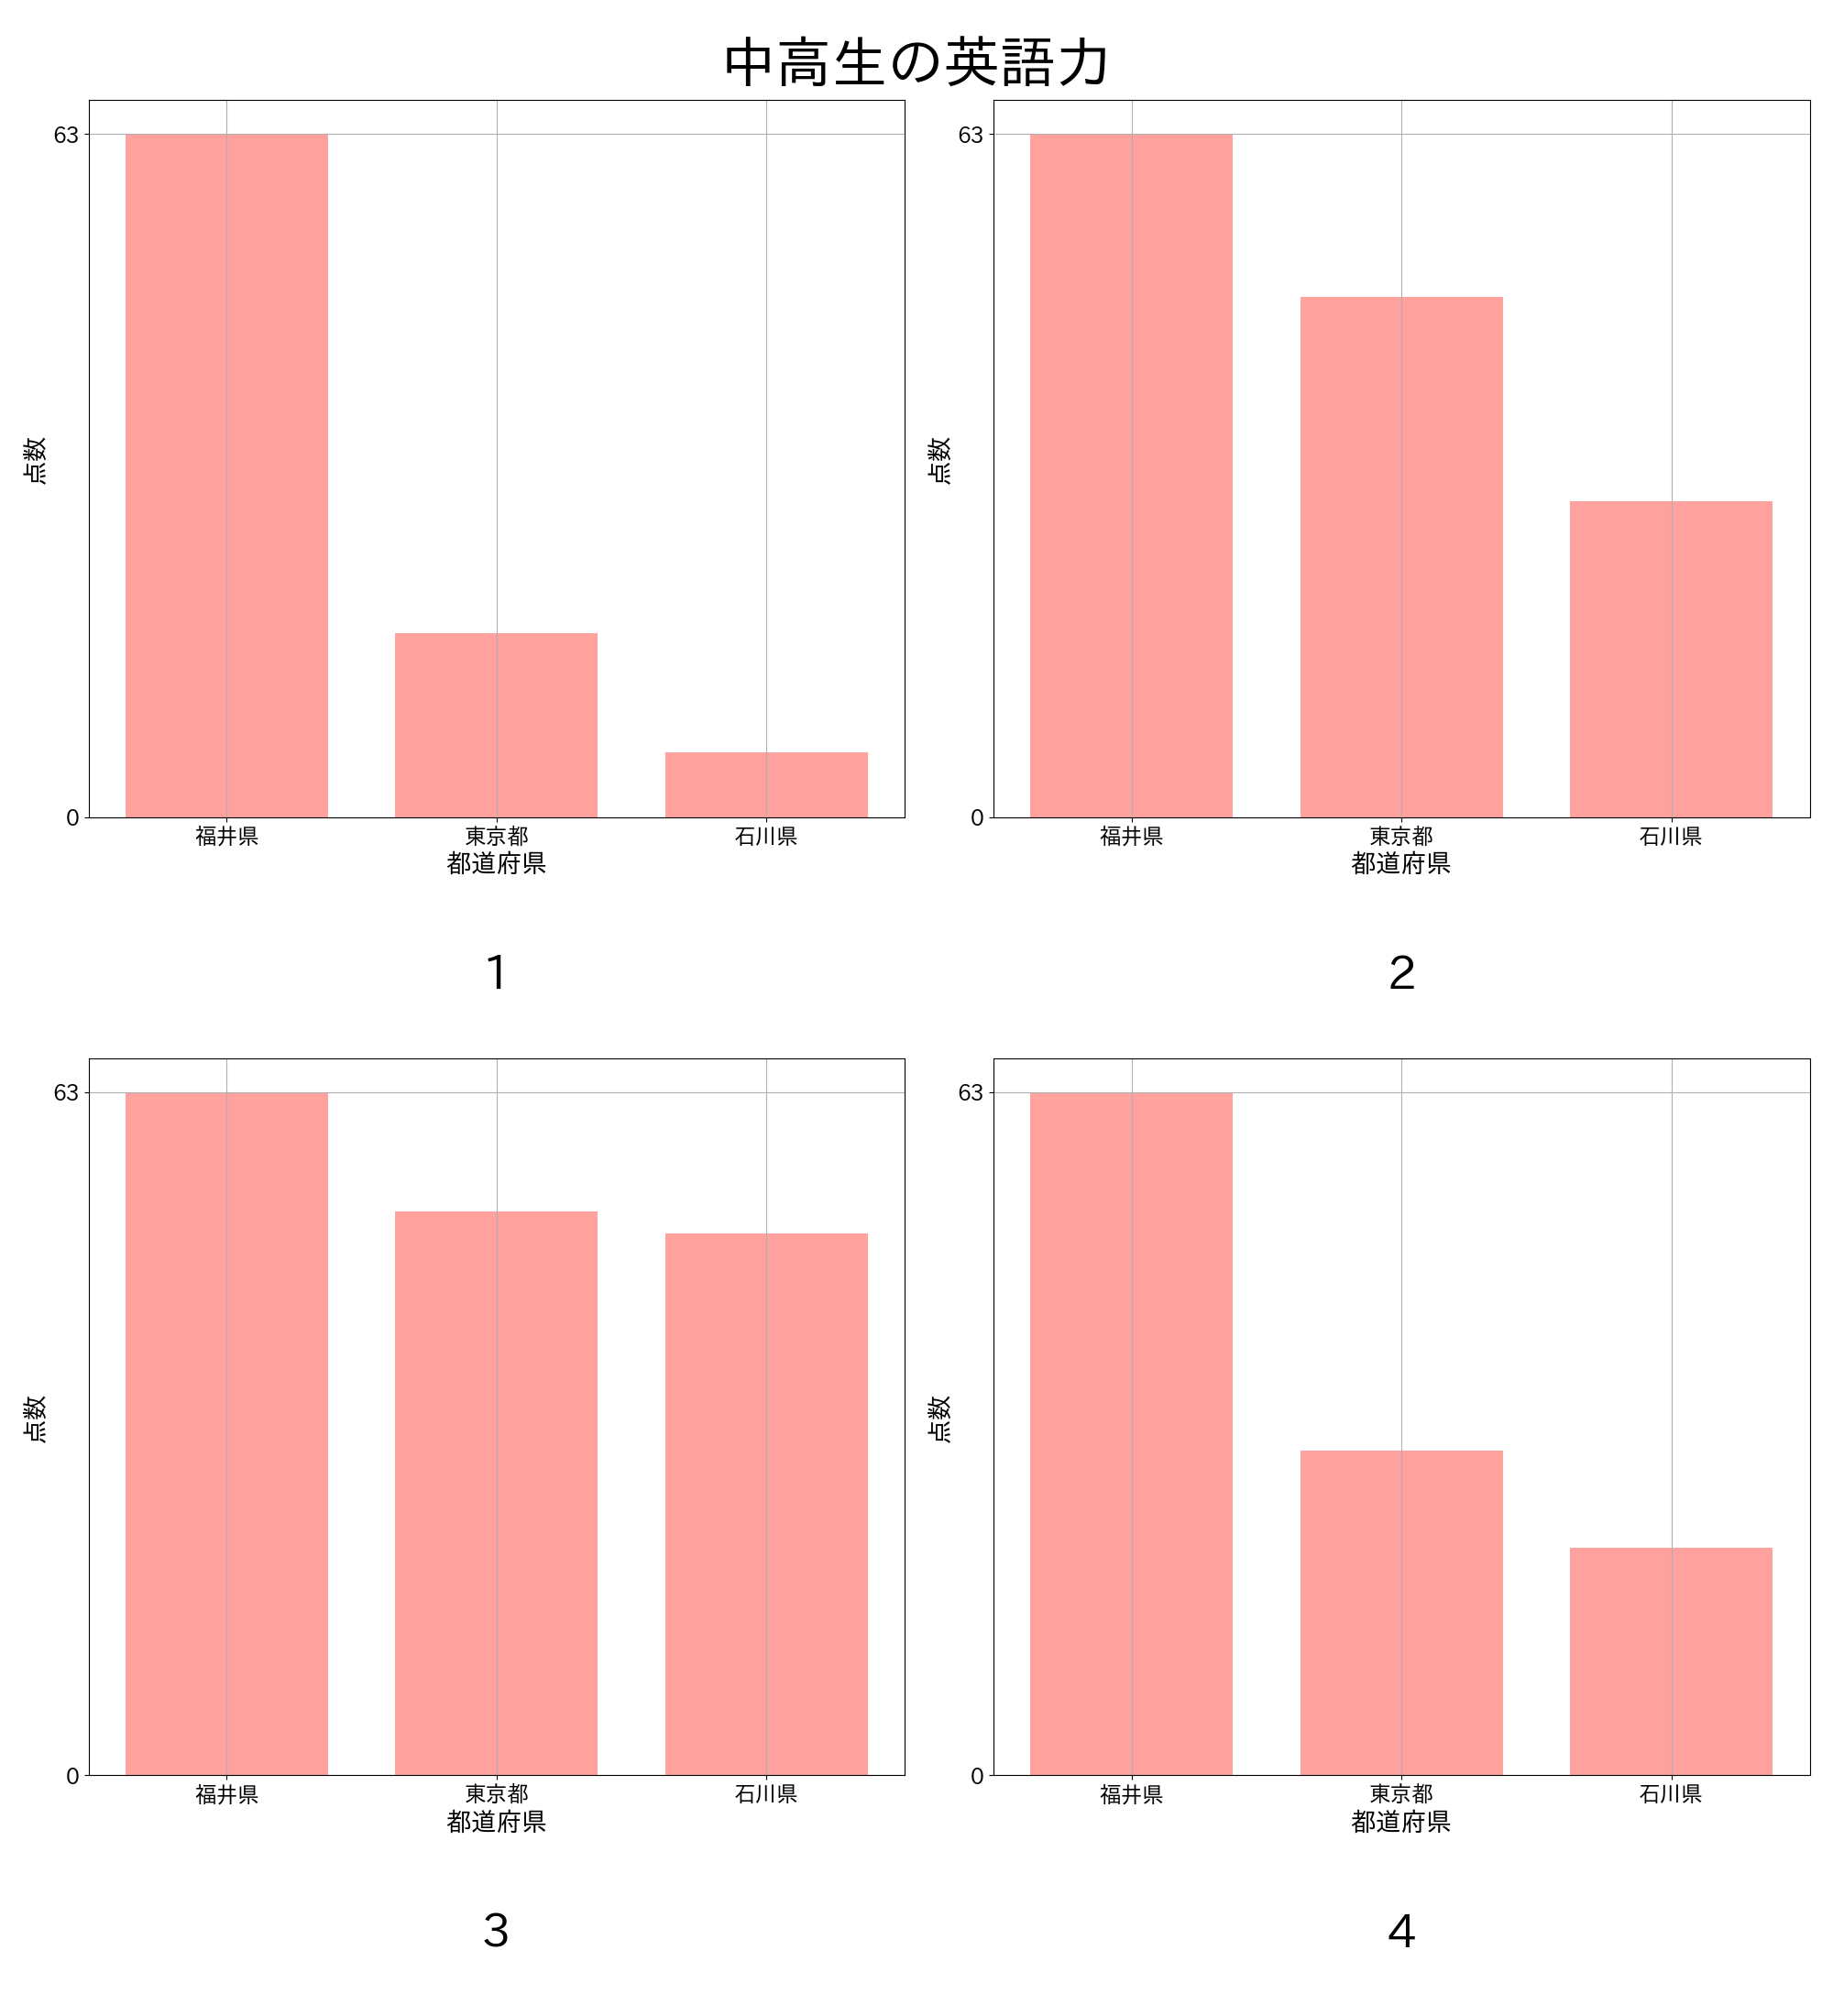 中高生の英語力
63
点数
0
福井県 東京都 石川県
都道府県
1
63
点数
0
福井県 東京都 石川県
都道府県
2
63
点数
0
福井県 東京都 石川県
都道府県
3
63
点数
0
福井県 東京都 石川県
都道府県
4